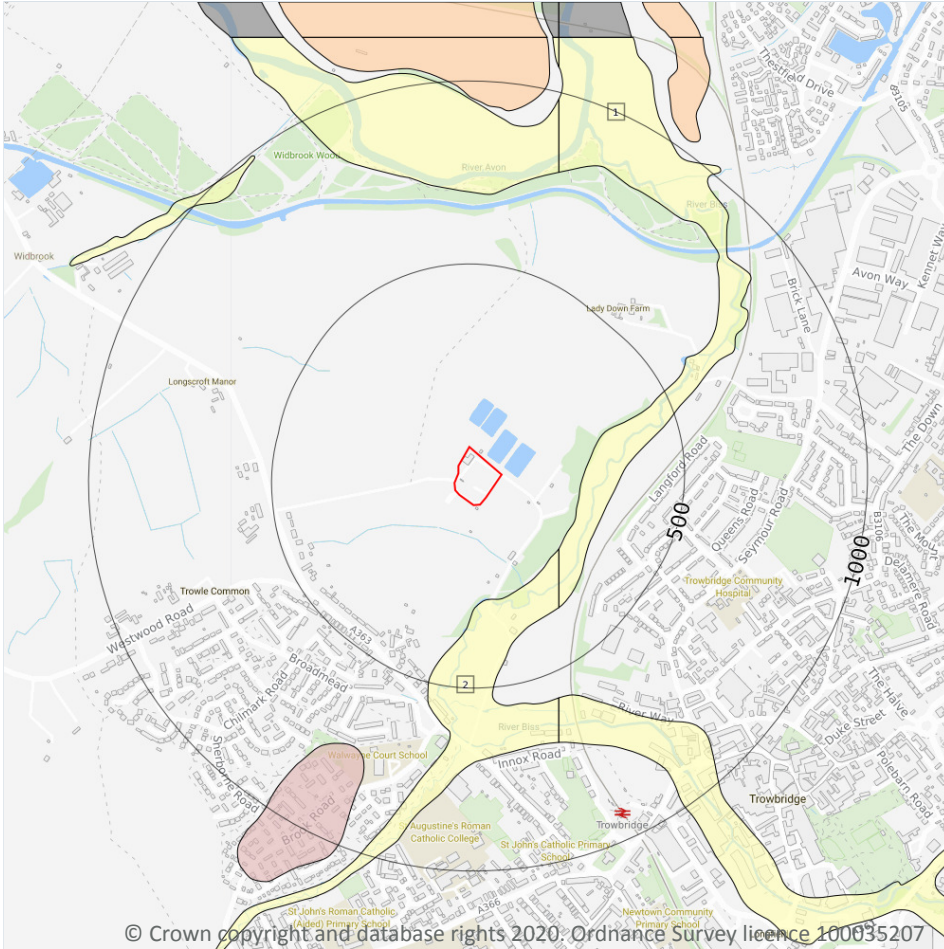 Thestfield Drive
B3105
1
Widbrook Wood
River Avon
River Biss
Kennet Way
Widbrook
Avon Way
Brick Lane
Lady Down Farm
Longscroft Manor
The Down
Langford Road
Queens Road
Seymour Road
500
B3106
The Mount
1000
Delamere Road
Trowbridge Community
Hospital
Trowle Common
Westwood Road
A363
Broadmead
Chilmark Road
The Halve
2
River Way
Duke Street
River Biss
Sherborne Road
Walwayne Court School
Innox Road
Polebarn Road
Brook Road
Trowbridge
Trowbridge
St Augustine's Roman
Catholic College
St John's Catholic Primary
School
A366
St John's Roman Catholic
(Aided) Primary School
Newtown Community
Primary School
© Crown copyright and database rights 2020. Ordnance Survey licence 100035207